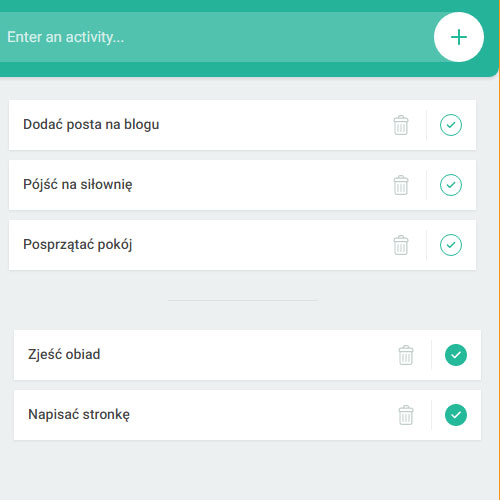 Enter an activity...
Dodać posta na blogu
Pójść na siłownię
Posprzątać pokój
Zjeść obiad
Napisać stronkę